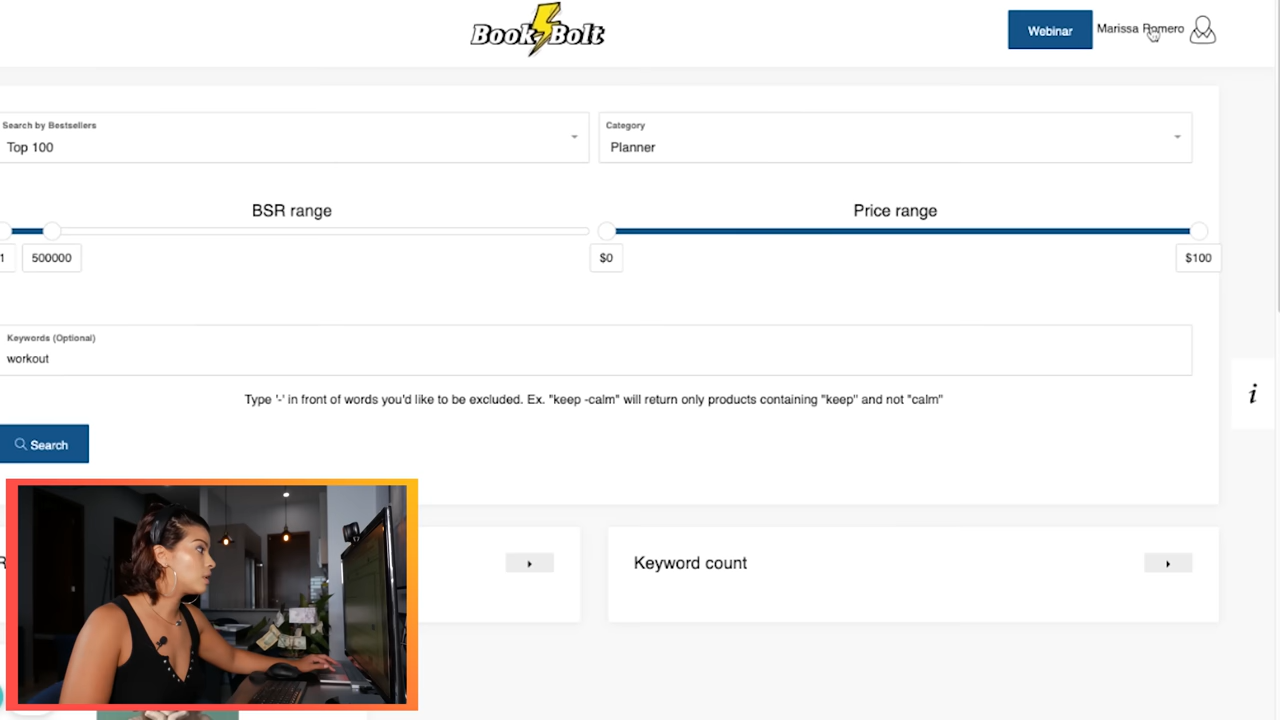 Book Bolt
Webinar
Marissa Romero
Search by Bestsellers
Top 100
Category
Planner
BSR range
Price range
1
500000
$0
$100
Keywords (Optional)
workout
Type '-' in front of words you'd like to be excluded. Ex. "keep -calm" will return only products containing "keep" and not "calm"
i
Search
R
Keyword count